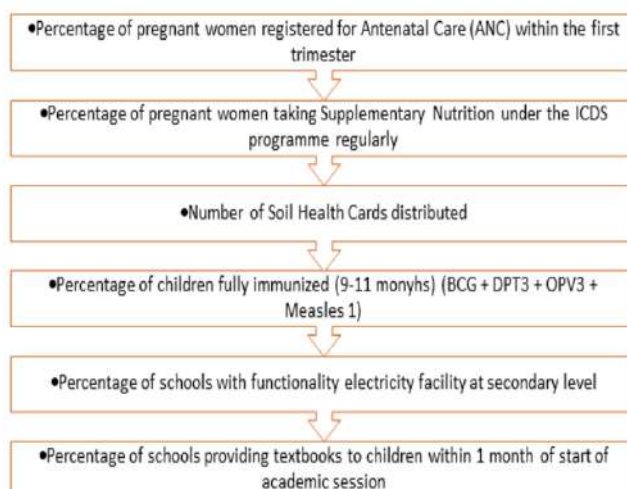 •Percentage of pregnant women registered for Antenatal Care (ANC) within the first
trimester
•Percentage of pregnant women taking Supplementary Nutrition under the ICDS
programme regularly
•Number of Soil Health Cards distributed
•Percentage of children fully immunized (9-11 monyhs) (BCG + DPT3 + OPV3 +
Measles 1)
•Percentage of schools with functionality electricity facility at secondary level
•Percentage of schools providing textbooks to children within 1 month of start of
academic session